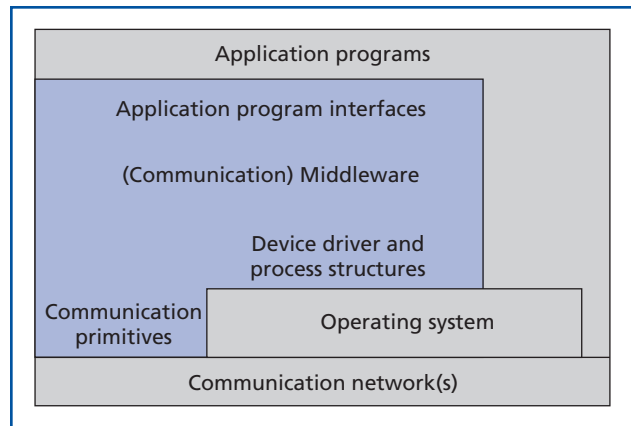 Application programs
Application program interfaces
(Communication) Middleware
Device driver and
process structures
Communication
primitives
Operating system
Communication network(s)